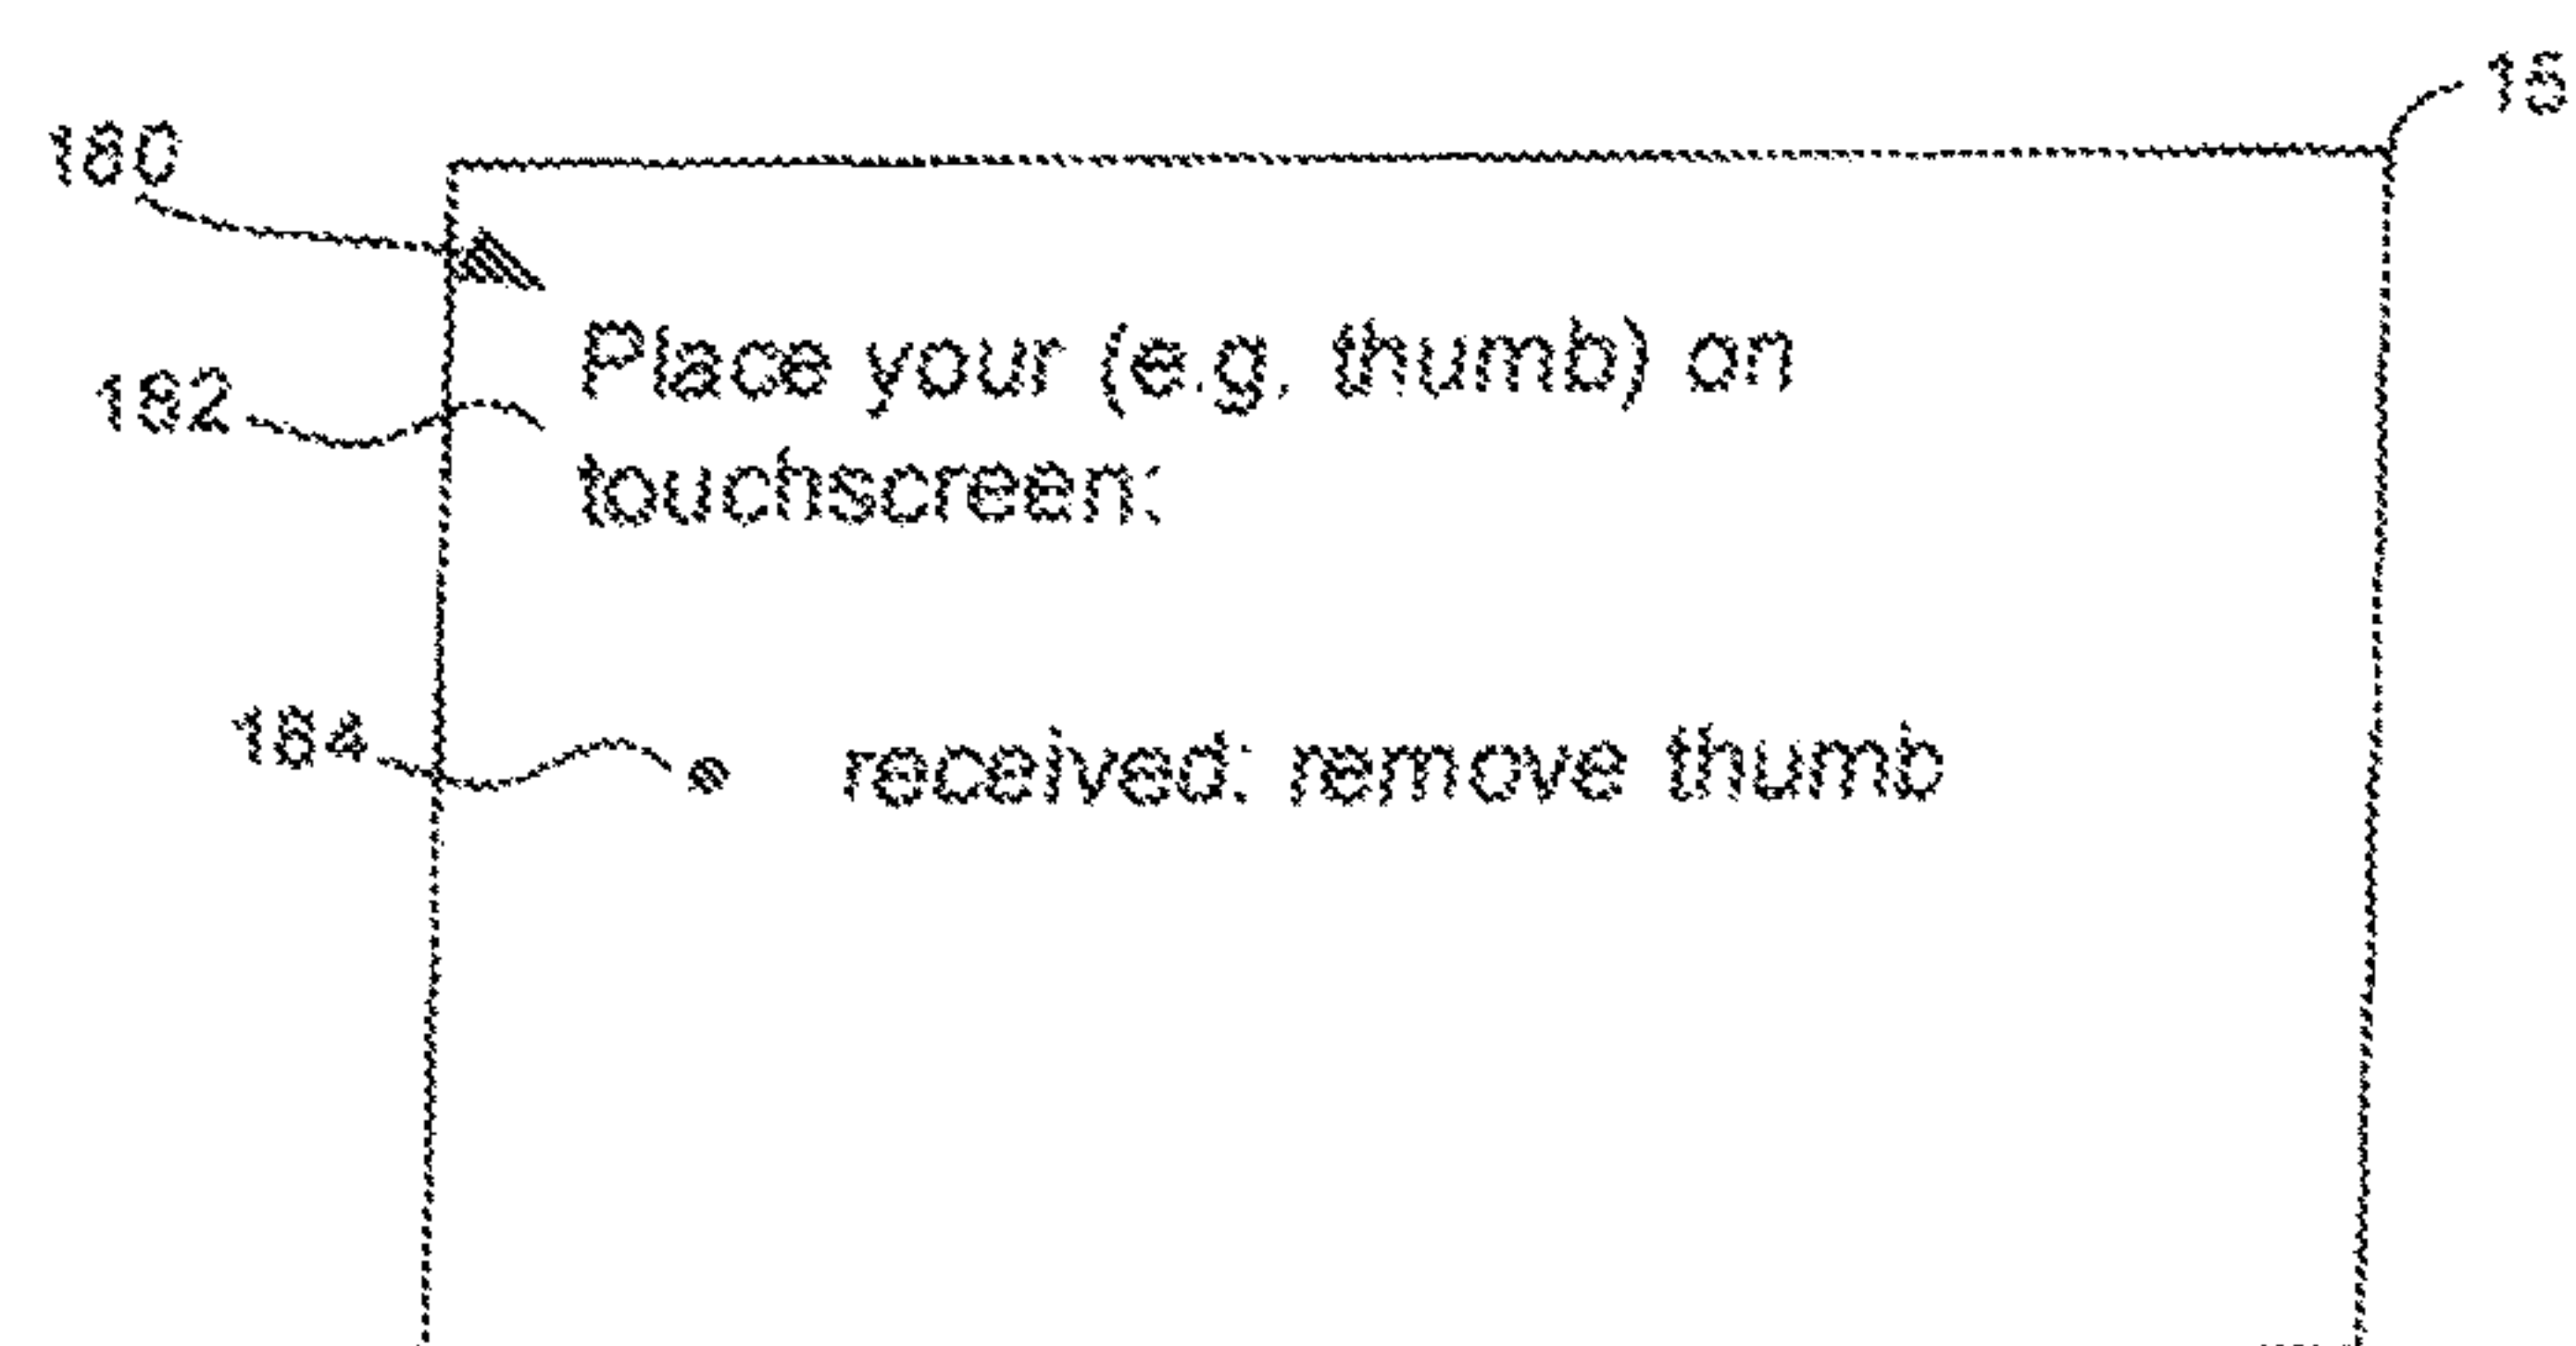 180
Place your (e.g. thumb) on
182
touchscreen:
184 received: remove thumb